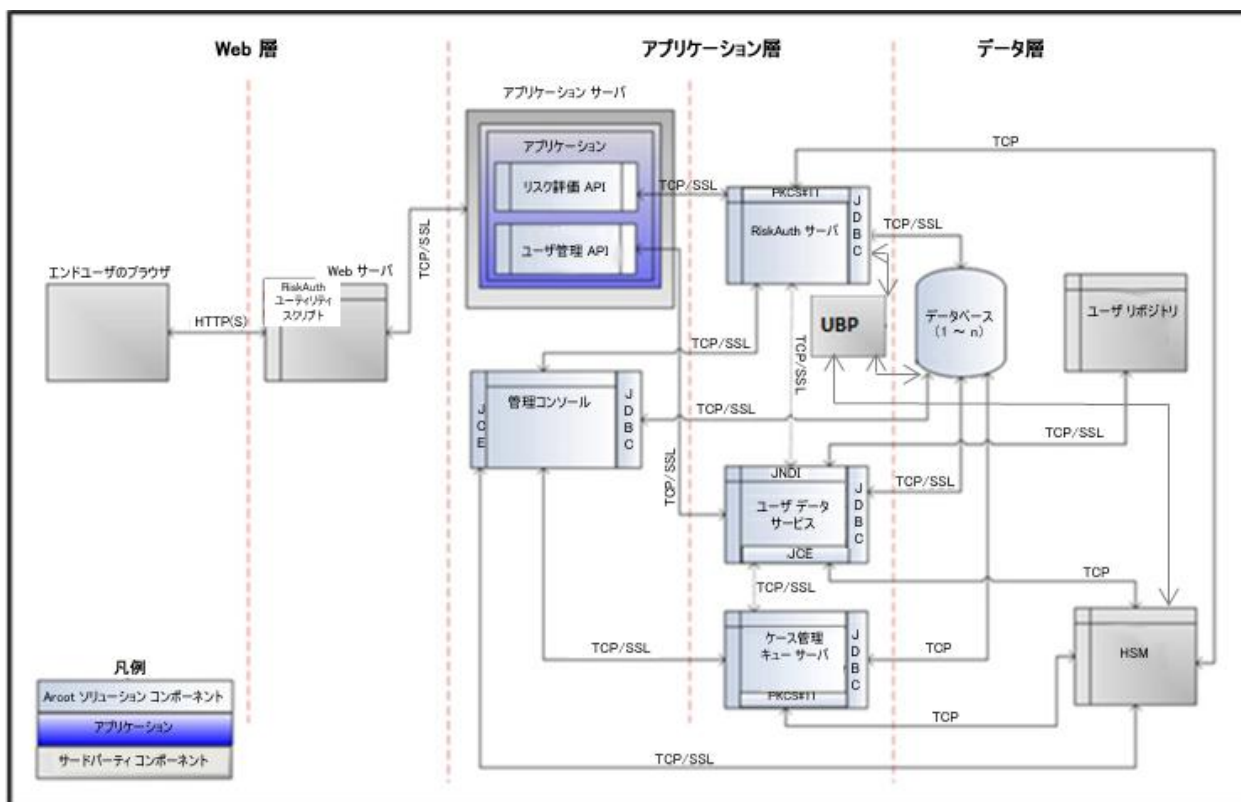 Web 層
アプリケーション層
データ層
アプリケーション サーバ
アプリケーション
リスク評価 API
ユーザ管理 API
TCP/SSL
TCP
PKCS#11
RiskAuth サーバ
JDBC
TCP/SSL
TCP/SSL
エンドユーザのブラウザ
Web サーバ
RiskAuth
ユーティリティ
スクリプト
HTTP(S)
UBP
データベース
(1 ~ n)
ユーザ リポジトリ
TCP/SSL
TCP/SSL
管理コンソール
JCE
JDBC
TCP/SSL
TCP/SSL
TCP/SSL
JNDI
ユーザ データ
サービス
JCE
JDBC
TCP/SSL
TCP
TCP/SSL
ケース管理
キュー サーバ
PKCS#11
JDBC
TCP/SSL
TCP
HSM
TCP
TCP/SSL
凡例
Arcot ソリューション コンポーネント
アプリケーション
サードパーティ コンポーネント